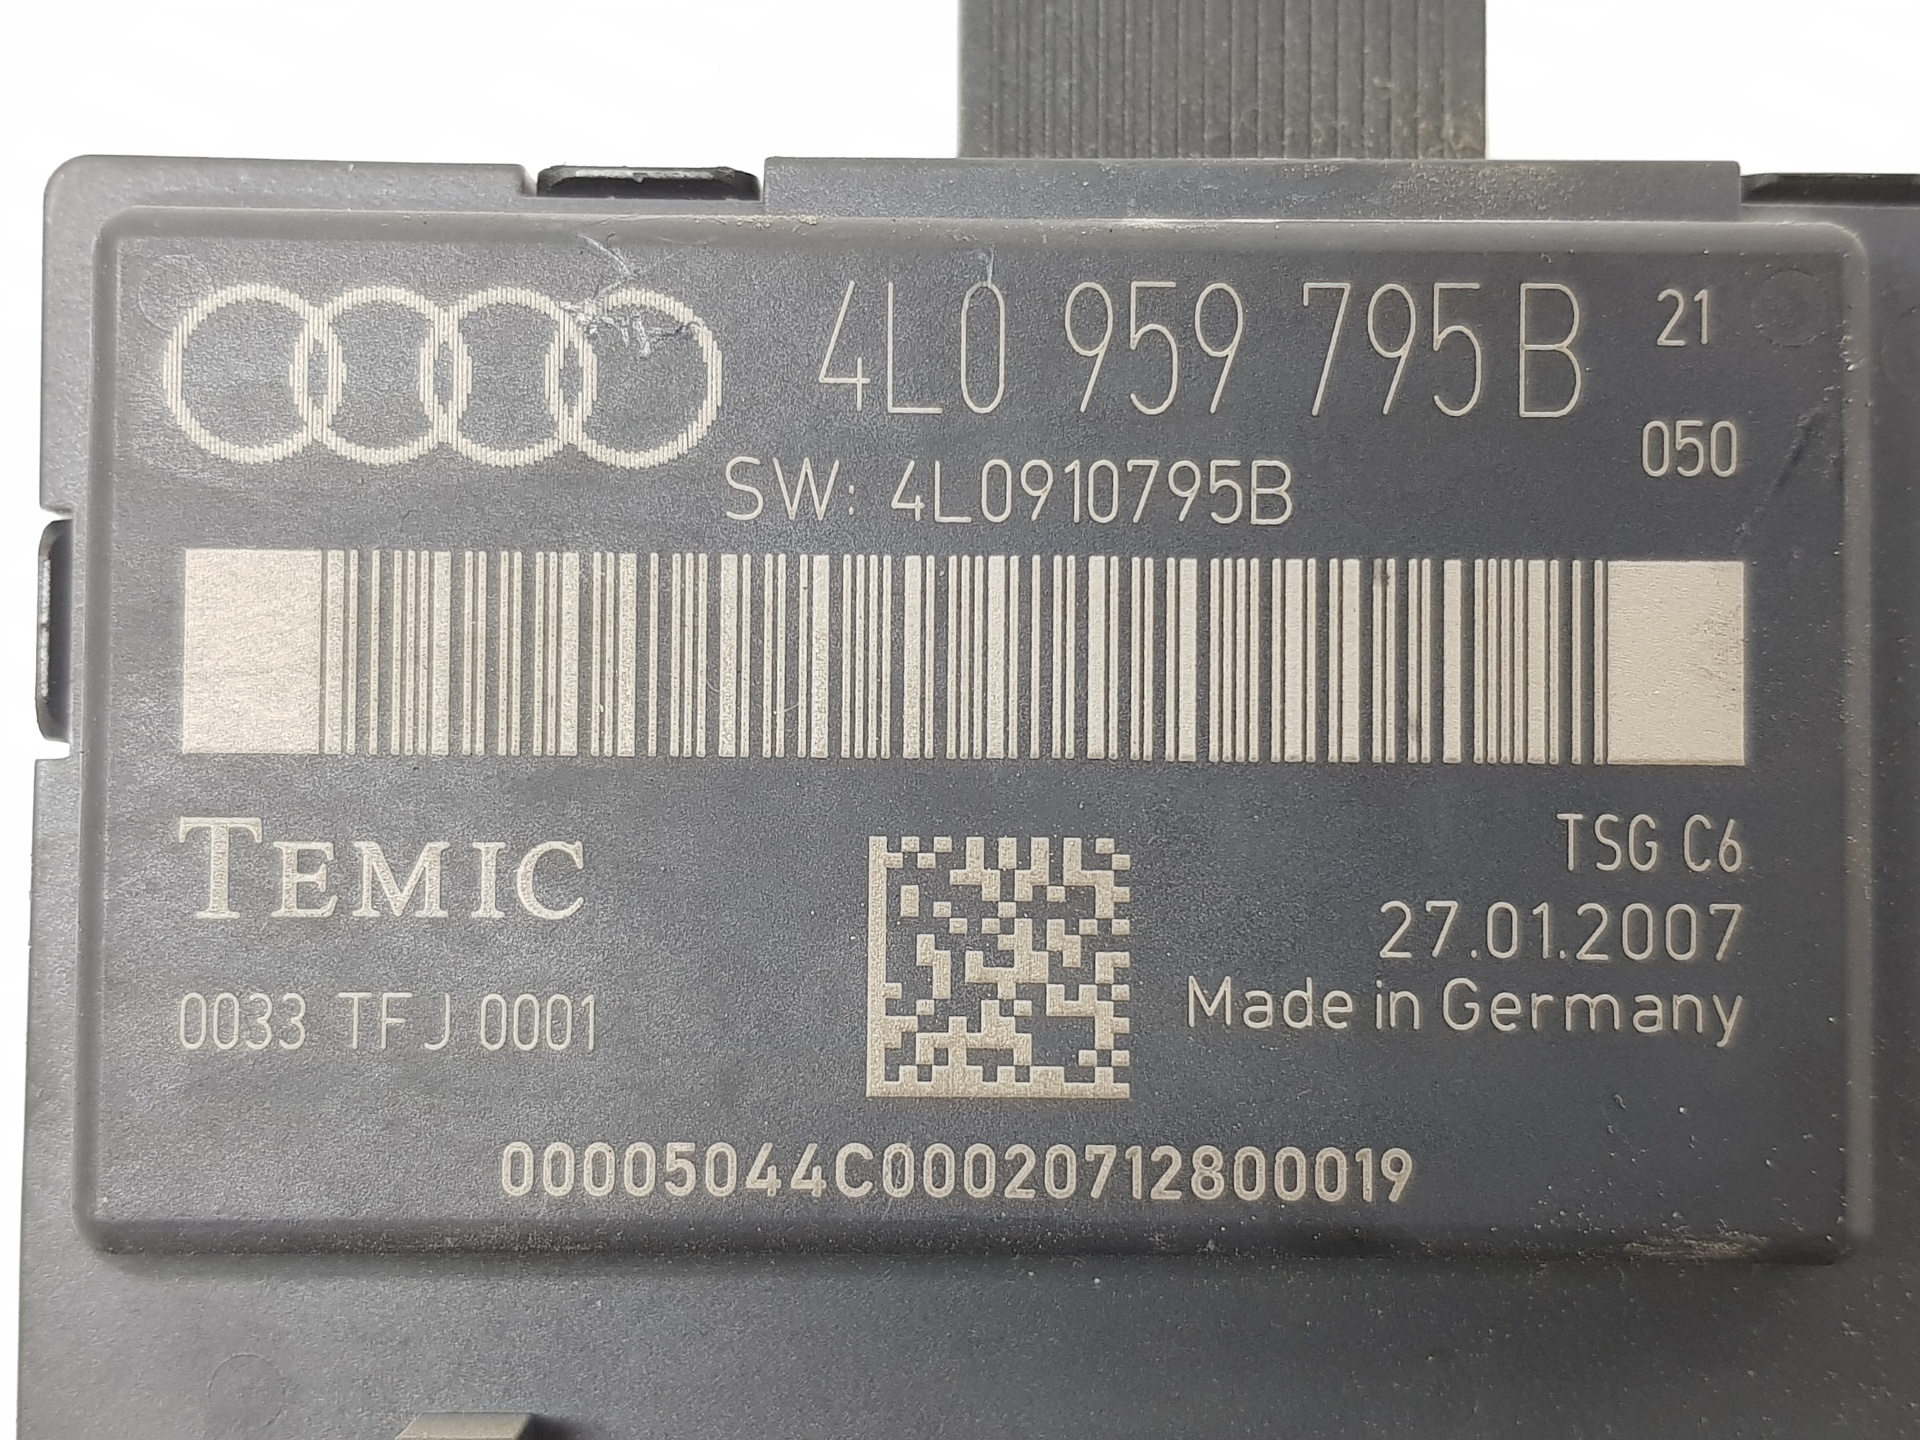 4L0 959 795 B 21
050
SW: 4L0910795B
TEMIC
TSG C6
27.01.2007
Made in Germany
0033 TFJ 0001
00005044C00020712800019